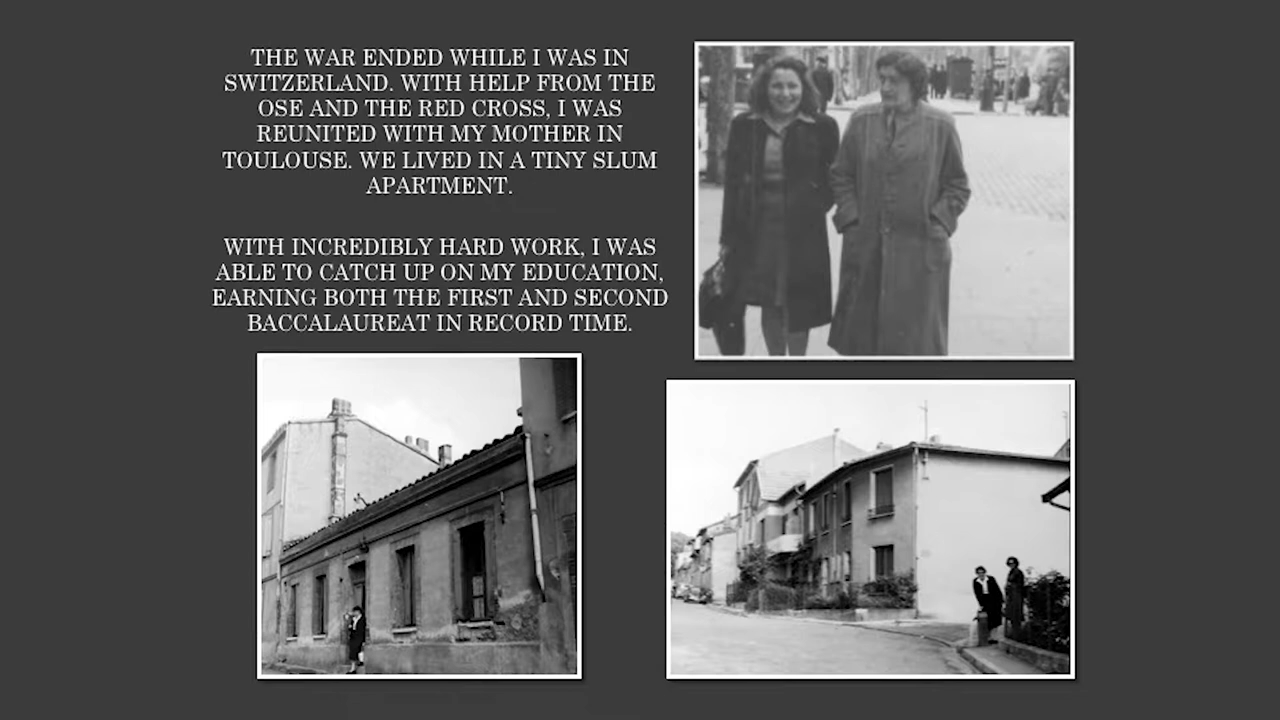 THE WAR ENDED WHILE I WAS IN
SWITZERLAND. WITH HELP FROM THE
OSE AND THE RED CROSS, I WAS
REUNITED WITH MY MOTHER IN
TOULOUSE. WE LIVED IN A TINY SLUM
APARTMENT.
WITH INCREDIBLY HARD WORK, I WAS
ABLE TO CATCH UP ON MY EDUCATION,
EARNING BOTH THE FIRST AND SECOND
BACCALAUREAT IN RECORD TIME.